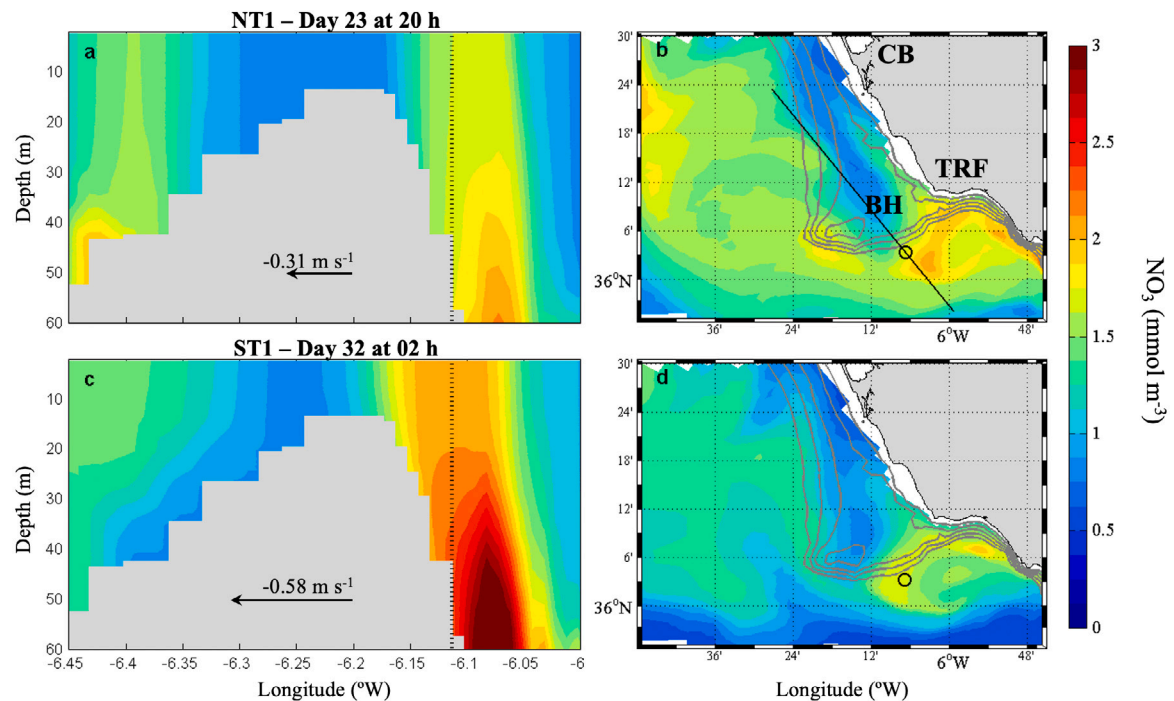 NT1 – Day 23 at 20 h
a
10
20
30
40
50
60
Depth (m)
-0.31 m s-1
b
CB
TRF
BH
30'
24'
18'
12'
6'
36°N
36'
24'
12'
6°W
48'
ST1 – Day 32 at 02 h
c
10
20
30
40
50
60
Depth (m)
-0.58 m s-1
-6.45
-6.4
-6.35
-6.3
-6.25
-6.2
-6.15
-6.1
-6.05
-6
Longitude (ºW)
d
30'
24'
18'
12'
6'
36°N
36'
24'
12'
6°W
48'
Longitude (ºW)
3
2.5
2
1.5
1
0.5
0
NO3 (mmol m-3)